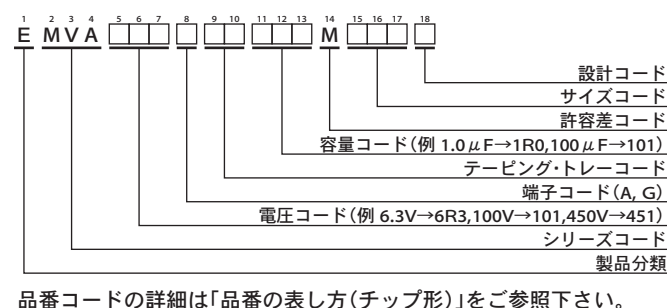 1 2 3 4 5 6 7 8 9 10 11 12 13 14 15 16 17 18
E MVA □□□ □ □□ □□□ M □□□ □
設計コード
サイズコード
許容差コード
容量コード(例 1.0μF→1R0,100μF→101)
テーピング・トレーコード
端子コード(A, G)
電圧コード(例 6.3V→6R3,100V→101,450V→451)
シリーズコード
製品分類
品番コードの詳細は「品番の表し方(チップ形)」をご参照下さい。